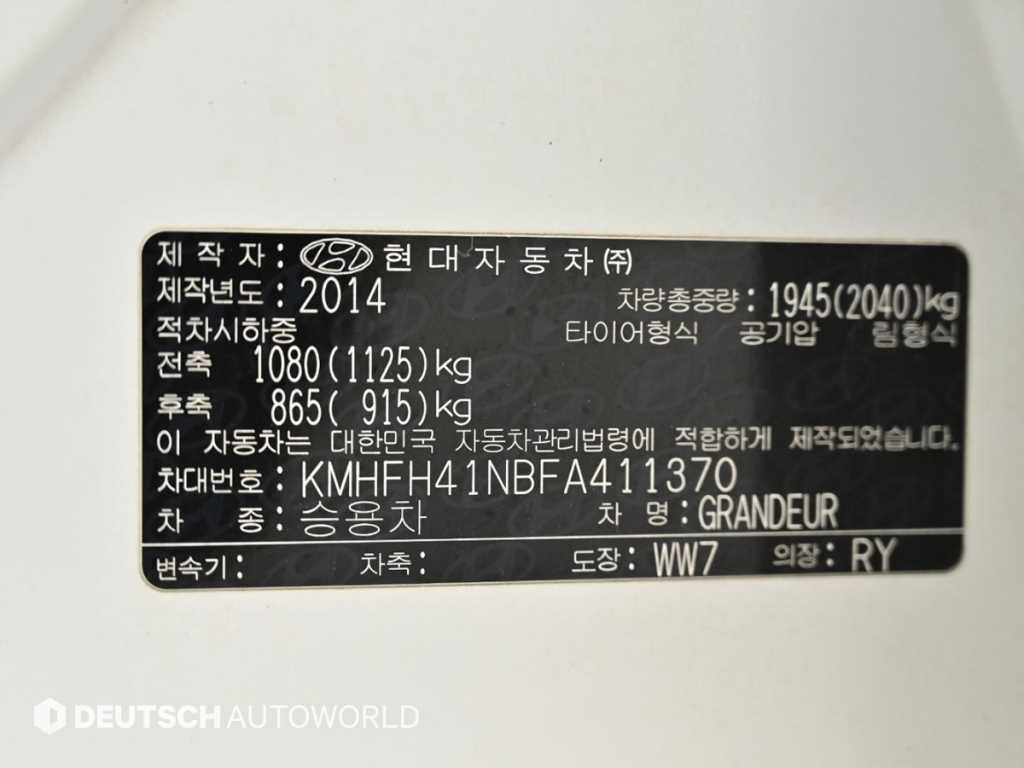 제 작 자 : 현 대 자 동 차 ㈜
제작년도 : 2014 차량총중량 : 1945(2040)kg
적차시하중 타이어형식 공기압 림형식
전축 1080(1125)kg
후축 865( 915)kg
이 자동차는 대한민국 자동차관리법령에 적합하게 제작되었습니다.
차대번호 : KMHFH41NBFA411370
차 종 : 승용차 차 명 : GRANDEUR
변속기 : 차축 : 도장 : WW7 의장 : RY
DEUTSCH AUTOWORLD